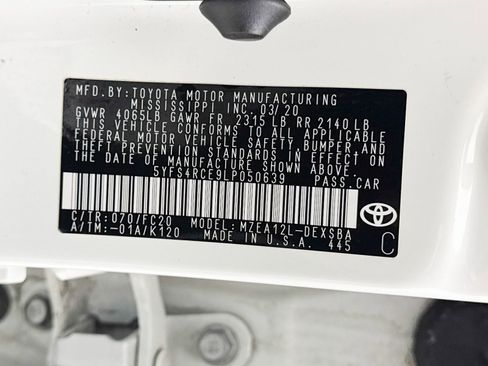 MFD.BY:TOYOTA MOTOR MANUFACTURING
MISSISSIPPI INC. 03/20
GVWR 4065LB GAWR FR 2315 LB RR 2140 LB
THIS VEHICLE CONFORMS TO ALL APPLICABLE
FEDERAL MOTOR VEHICLE SAFETY, BUMPER, AND
THEFT PREVENTION STANDARDS IN EFFECT ON
THE DATE OF MANUFACTURE SHOWN ABOVE.
5YFS4RCE9LP050639 PASS.CAR
C/TR: 070/FC20 MODEL: MZEA12L-DEXSBA
A/TM:-01A/K120 MADE IN U.S.A. 445 C